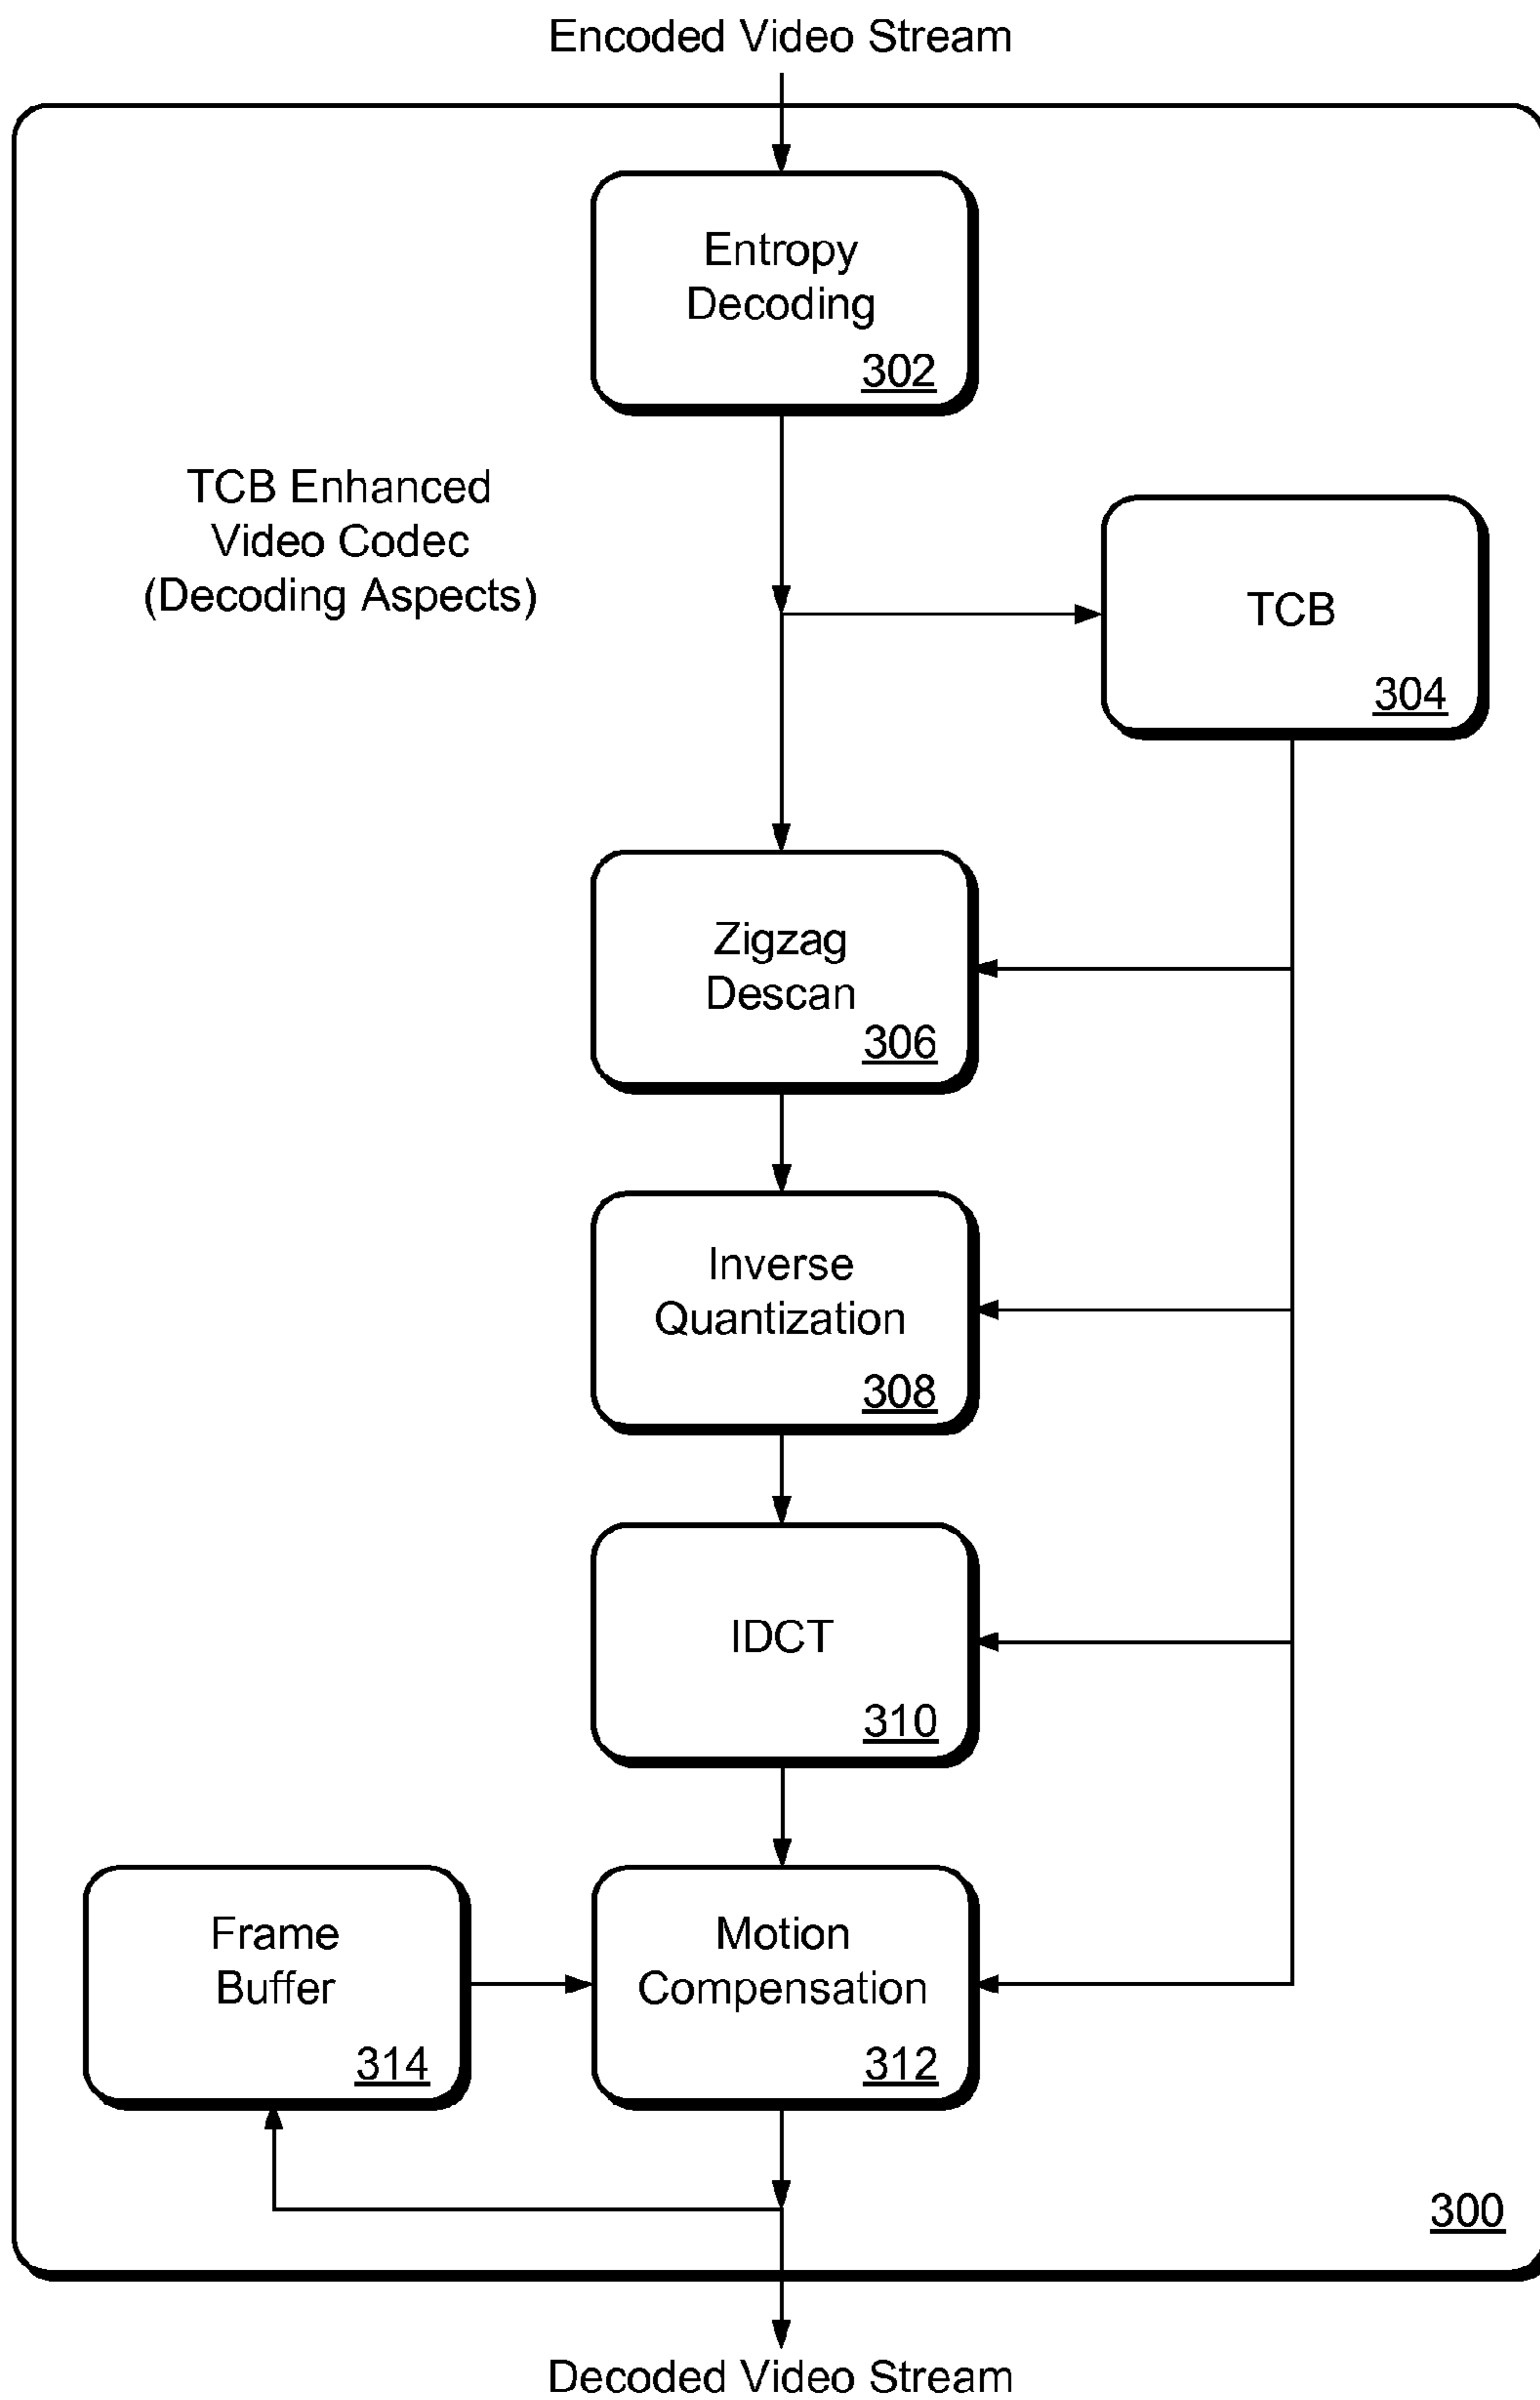 Encoded Video Stream
Entropy
Decoding
302
TCB Enhanced
Video Codec
(Decoding Aspects)
TCB
304
Zigzag
Descan
306
Inverse
Quantization
308
IDCT
310
Frame
Buffer
314
Motion
Compensation
312
300
Decoded Video Stream